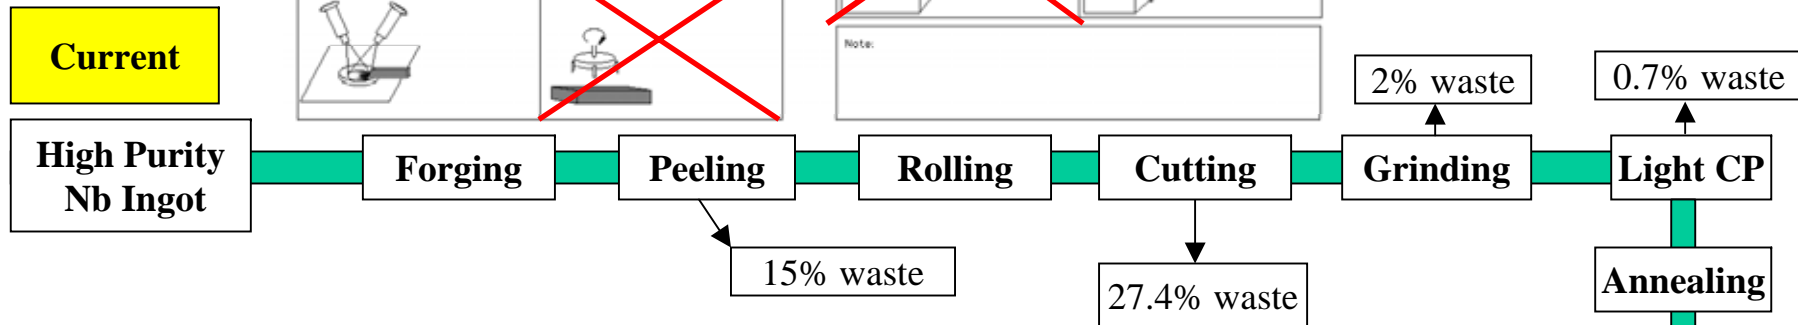 Current
Note:
2% waste
0.7% waste
High Purity
Nb Ingot
Forging
Peeling
Rolling
Cutting
Grinding
Light CP
15% waste
27.4% waste
Annealing